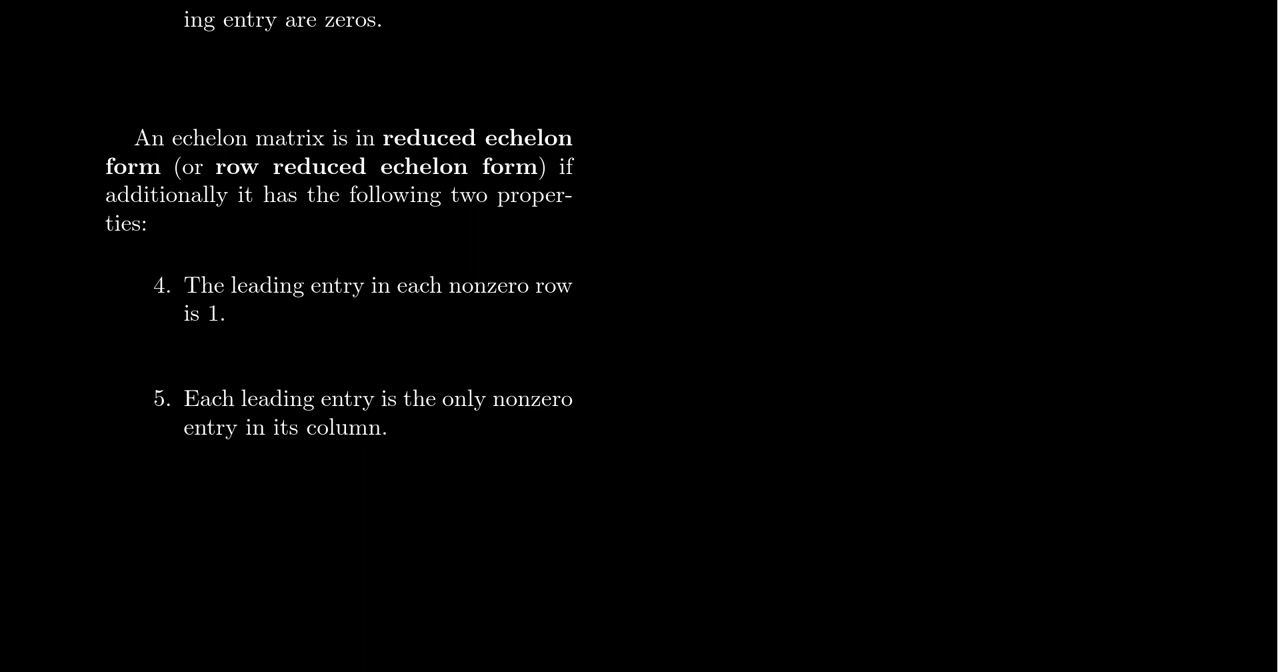 ing entry are zeros.
An echelon matrix is in reduced echelon
form (or row reduced echelon form) if
additionally it has the following two proper-
ties:
4. The leading entry in each nonzero row
is 1.
5. Each leading entry is the only nonzero
entry in its column.